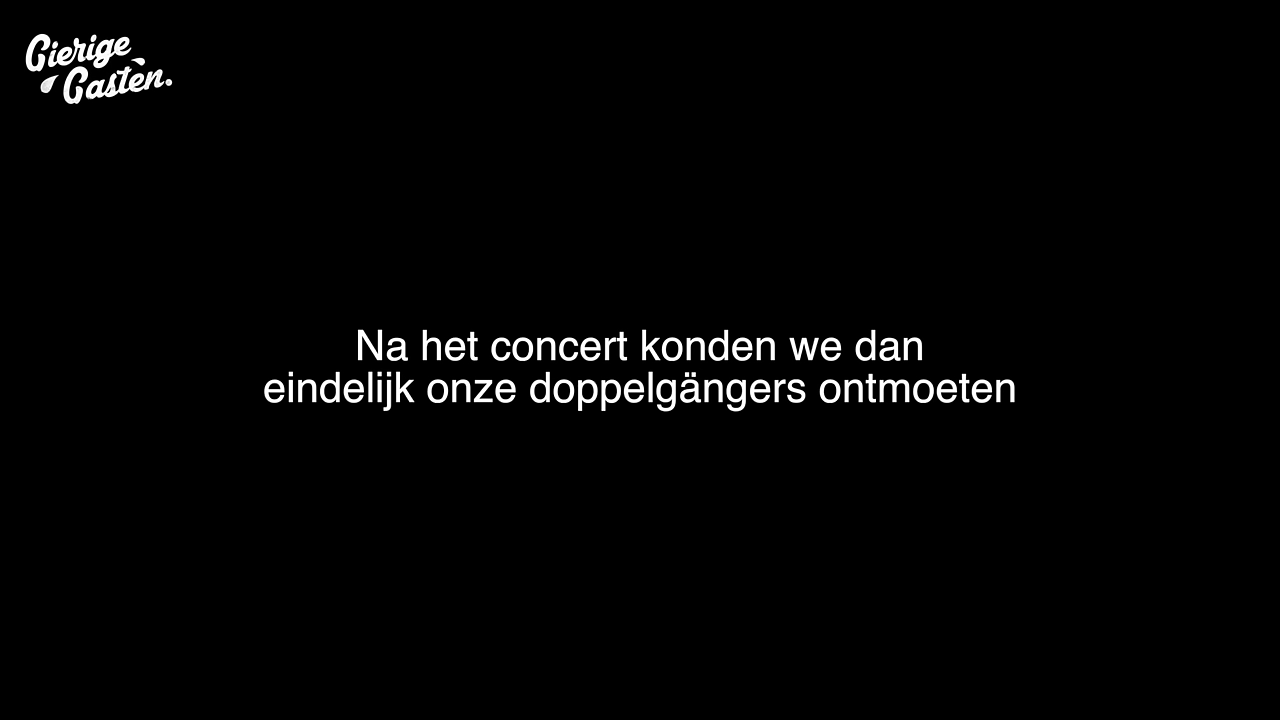 Gierige
Gasten.
Na het concert konden we dan
eindelijk onze doppelgängers ontmoeten